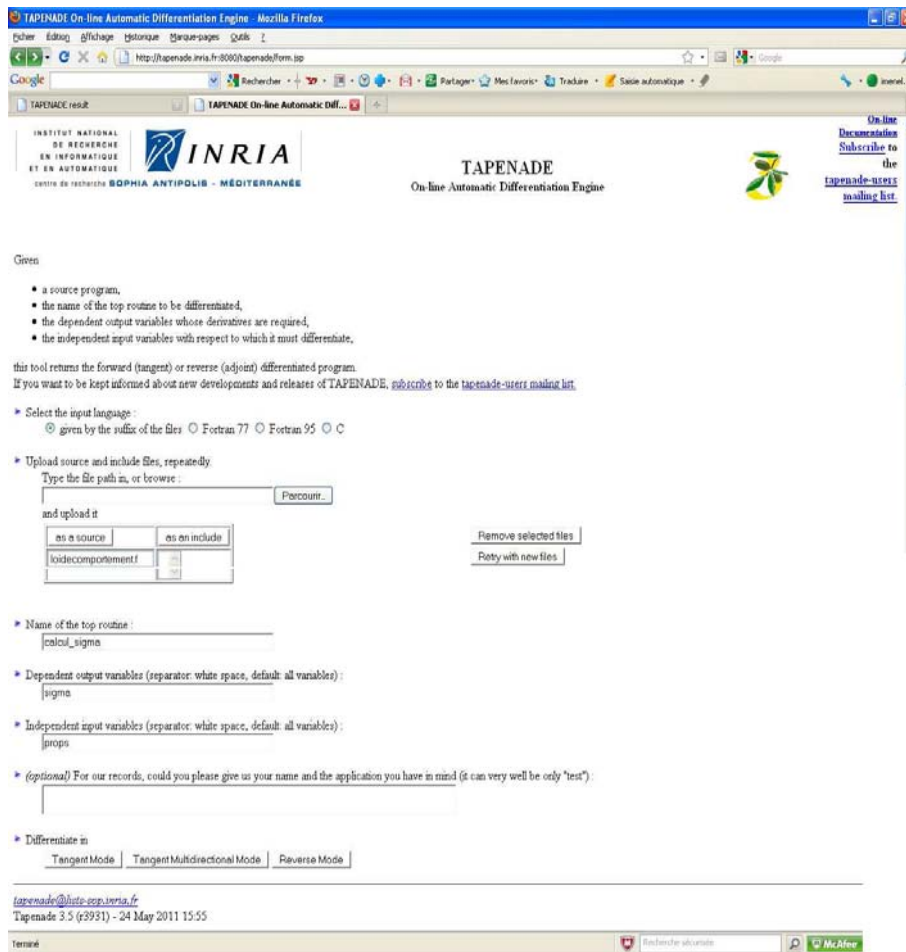 TAPENADE On-line Automatic Differentiation Engine - Mozilla Firefox
Fichier Édition Affichage Historique Marque-pages Outils ?
http://tapenade.inria.fr:8080/tapenade/form.jsp
Google
Google Rechercher Partager Mes favoris Traduire Saisie automatique
TAPENADE result
TAPENADE On-line Automatic Diff...
INSTITUT NATIONAL
DE RECHERCHE
EN INFORMATIQUE
ET EN AUTOMATIQUE
INRIA
centre de recherche SOPHIA ANTIPOLIS - MÉDITERRANÉE
TAPENADE
On-line Automatic Differentiation Engine
On-line
Documentation
Subscribe to
the
tapenade-users
mailing list.
Given
a source program,
the name of the top routine to be differentiated,
the dependent output variables whose derivatives are required,
the independent input variables with respect to which it must differentiate,
this tool returns the forward (tangent) or reverse (adjoint) differentiated program.
If you want to be kept informed about new developments and releases of TAPENADE, subscribe to the tapenade-users mailing list.
Select the input language :
given by the suffix of the files Fortran 77 Fortran 95 C
Upload source and include files, repeatedly.
Type the file path in, or browse :
Parcourir..
and upload it
as a source as an include
Remove selected files
loidecomportement.f
Retry with new files
Name of the top routine :
calcul_sigma
Dependent output variables (separator: white space, default: all variables) :
sigma
Independent input variables (separator: white space, default: all variables) :
props
(optional) For our records, could you please give us your name and the application you have in mind (it can very well be only "test") :
Differentiate in
Tangent Mode Tangent Multidirectional Mode Reverse Mode
tapenade@lists-sop.inria.fr
Tapenade 3.5 (r3931) - 24 May 2011 15:55
Terminé
Recherche sécurisée
McAfee